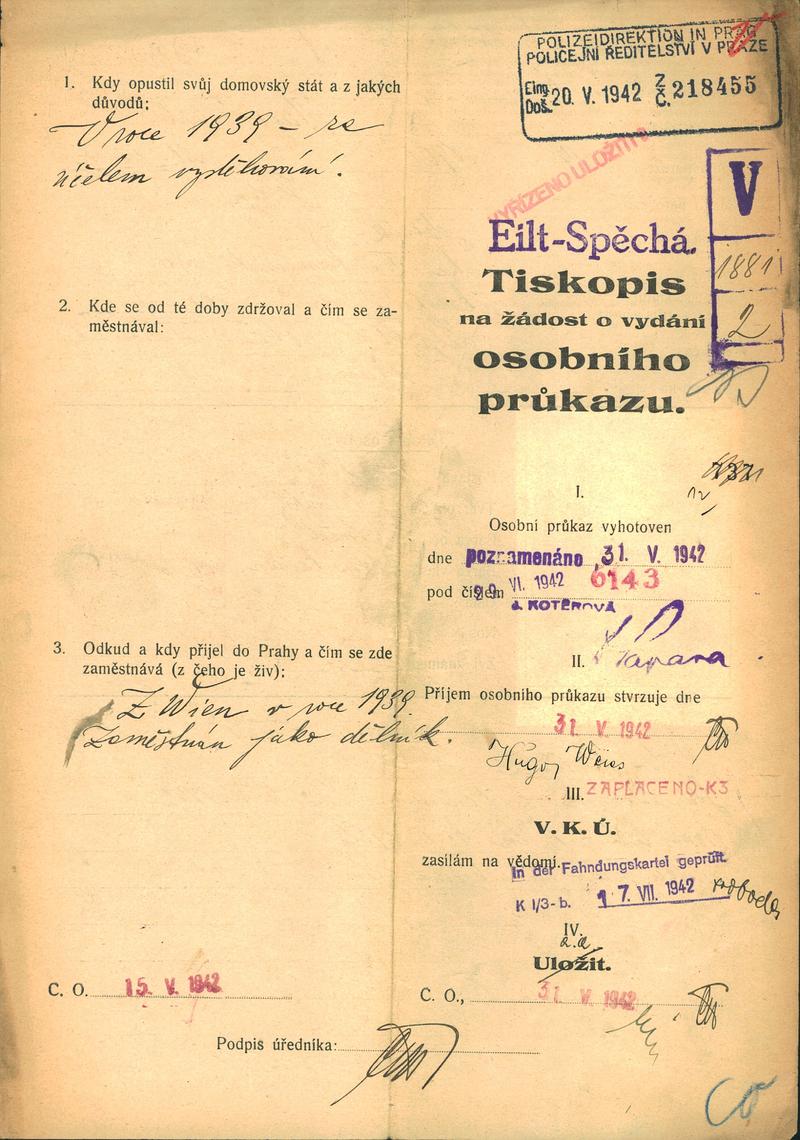 1. Kdy opustil svůj domovský stát a z jakých
důvodů;
V roce 1939 – za
účelem vzdělování.
2. Kde se od té doby zdržoval a čím se za-
městnával:
3. Odkud a kdy přijel do Prahy a čím se zde
zaměstnává (z čeho je živ);
Z Wien v roce 1939.
Zaměstnán jako dělník.
C. O. 15. V. 1942
Podpis úředníka:
POLIZEIDIREKTION IN PRAG
POLICEJNÍ ŘEDITELSTVÍ V PRAZE
Eing.
Doš. 20. V. 1942 Z. Č. 218455
VYŘÍZENO ULOŽITI
V
1881
2
Eilt-Spěchá.
Tiskopis
na žádost o vydání
osobního
průkazu.
I.
Osobní průkaz vyhotoven
dne poznamenáno 31. V. 1942
pod číslem VI. 1942 6143
J. KOTĚROVÁ
II.
Příjem osobního průkazu stvrzuje dne
31. V. 1942
Hugo Weiss
III. ZAPLACENO-K3
V. K. Ú.
zasílám na vědomí.
In der Fahndungskartei geprüft
K I/3-b. 17. VII. 1942
IV.
a.a.
Uložit.
C. O., 31. V. 1942